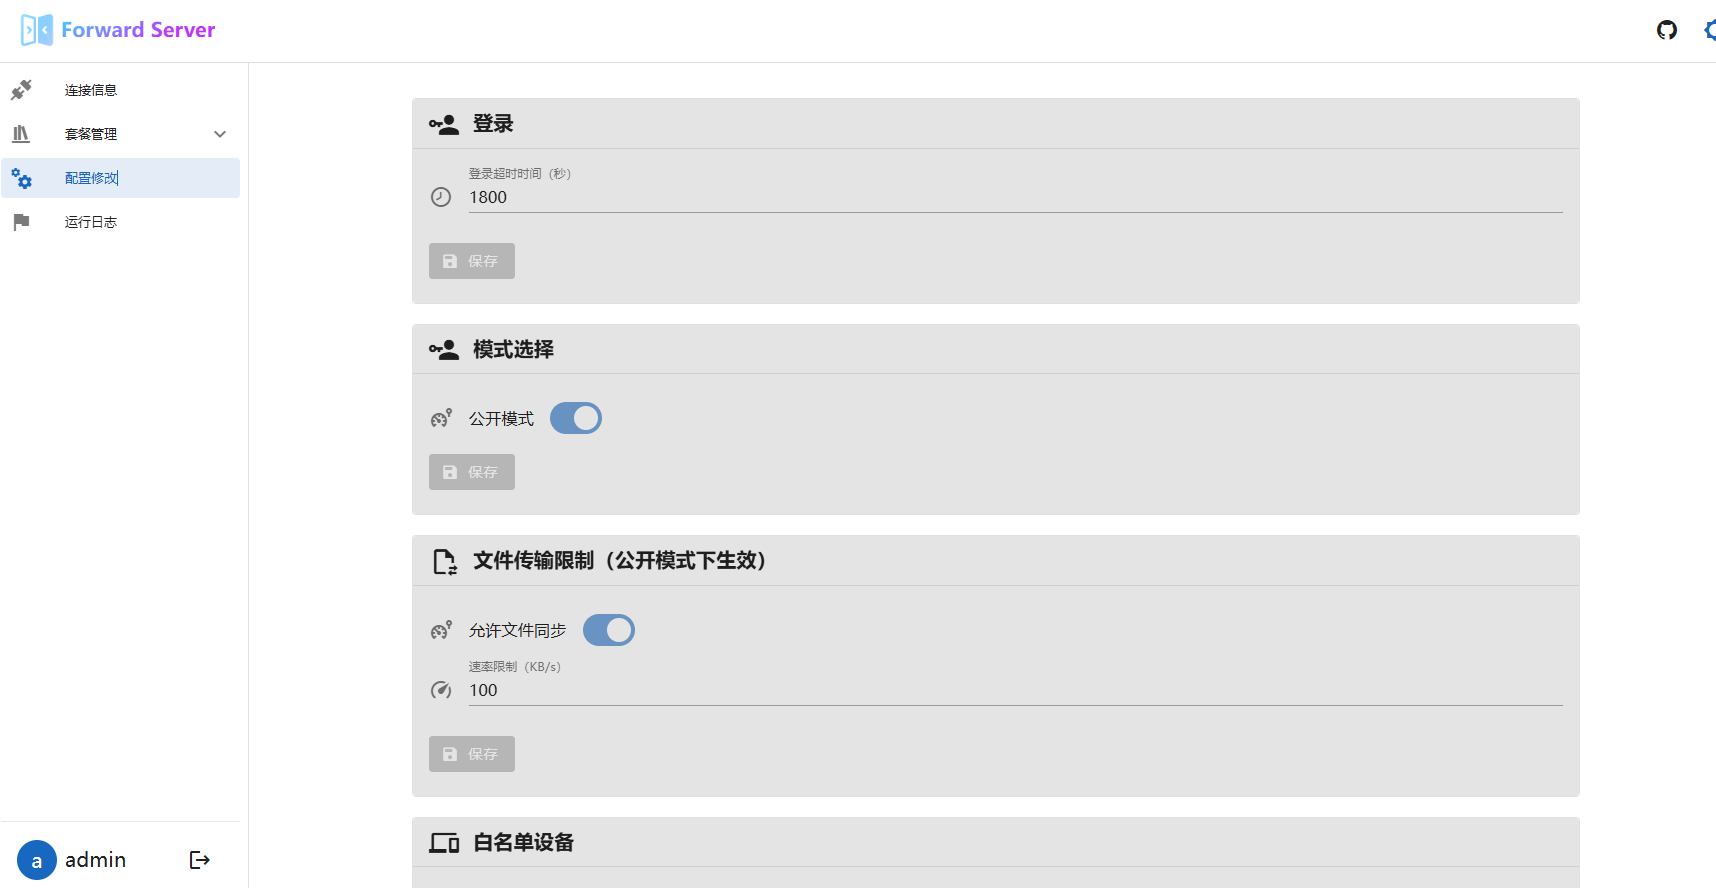 Forward Server
连接信息
套餐管理
配置修改
运行日志
登录
登录超时时间（秒）
1800
保存
模式选择
公开模式
保存
文件传输限制（公开模式下生效）
允许文件同步
速率限制（KB/s）
100
保存
白名单设备
a
admin